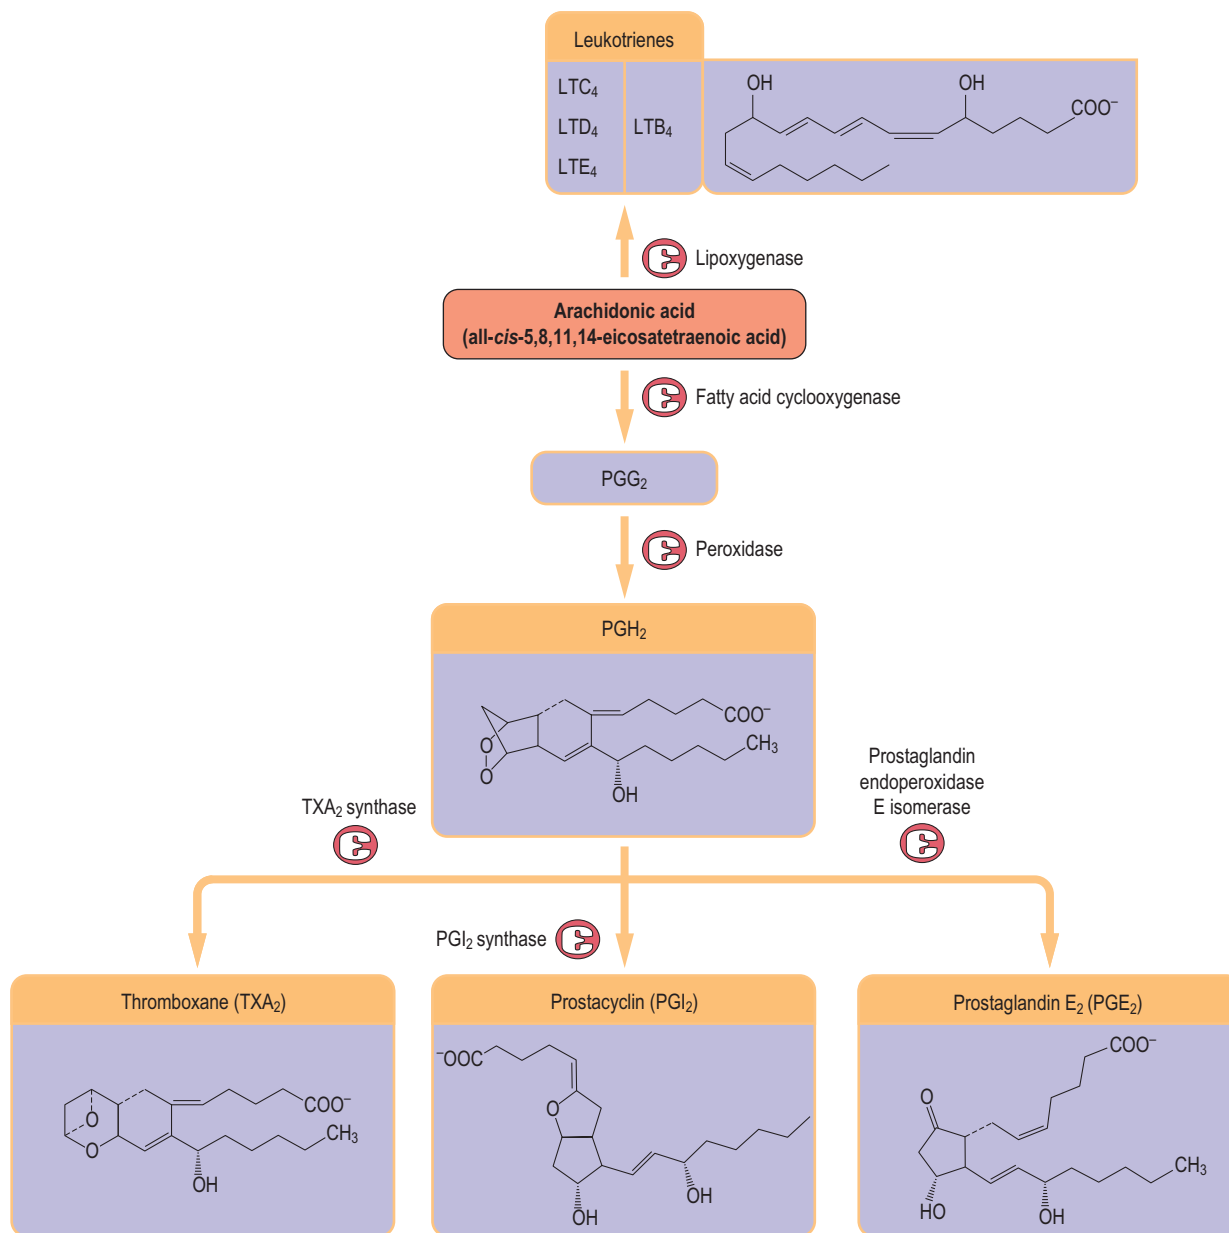 Leukotrienes
LTC₄
LTD₄
LTE₄
LTB₄
OH
OH
COO⁻
Lipoxygenase
Arachidonic acid
(all-cis-5,8,11,14-eicosatetraenoic acid)
Fatty acid cyclooxygenase
PGG₂
Peroxidase
PGH₂
O
O
COO⁻
CH₃
OH
TXA₂ synthase
Prostaglandin
endoperoxidase
E isomerase
PGI₂ synthase
Thromboxane (TXA₂)
O
O
COO⁻
CH₃
OH
Prostacyclin (PGI₂)
⁻OOC
O
OH
OH
Prostaglandin E₂ (PGE₂)
COO⁻
O
CH₃
HO
OH